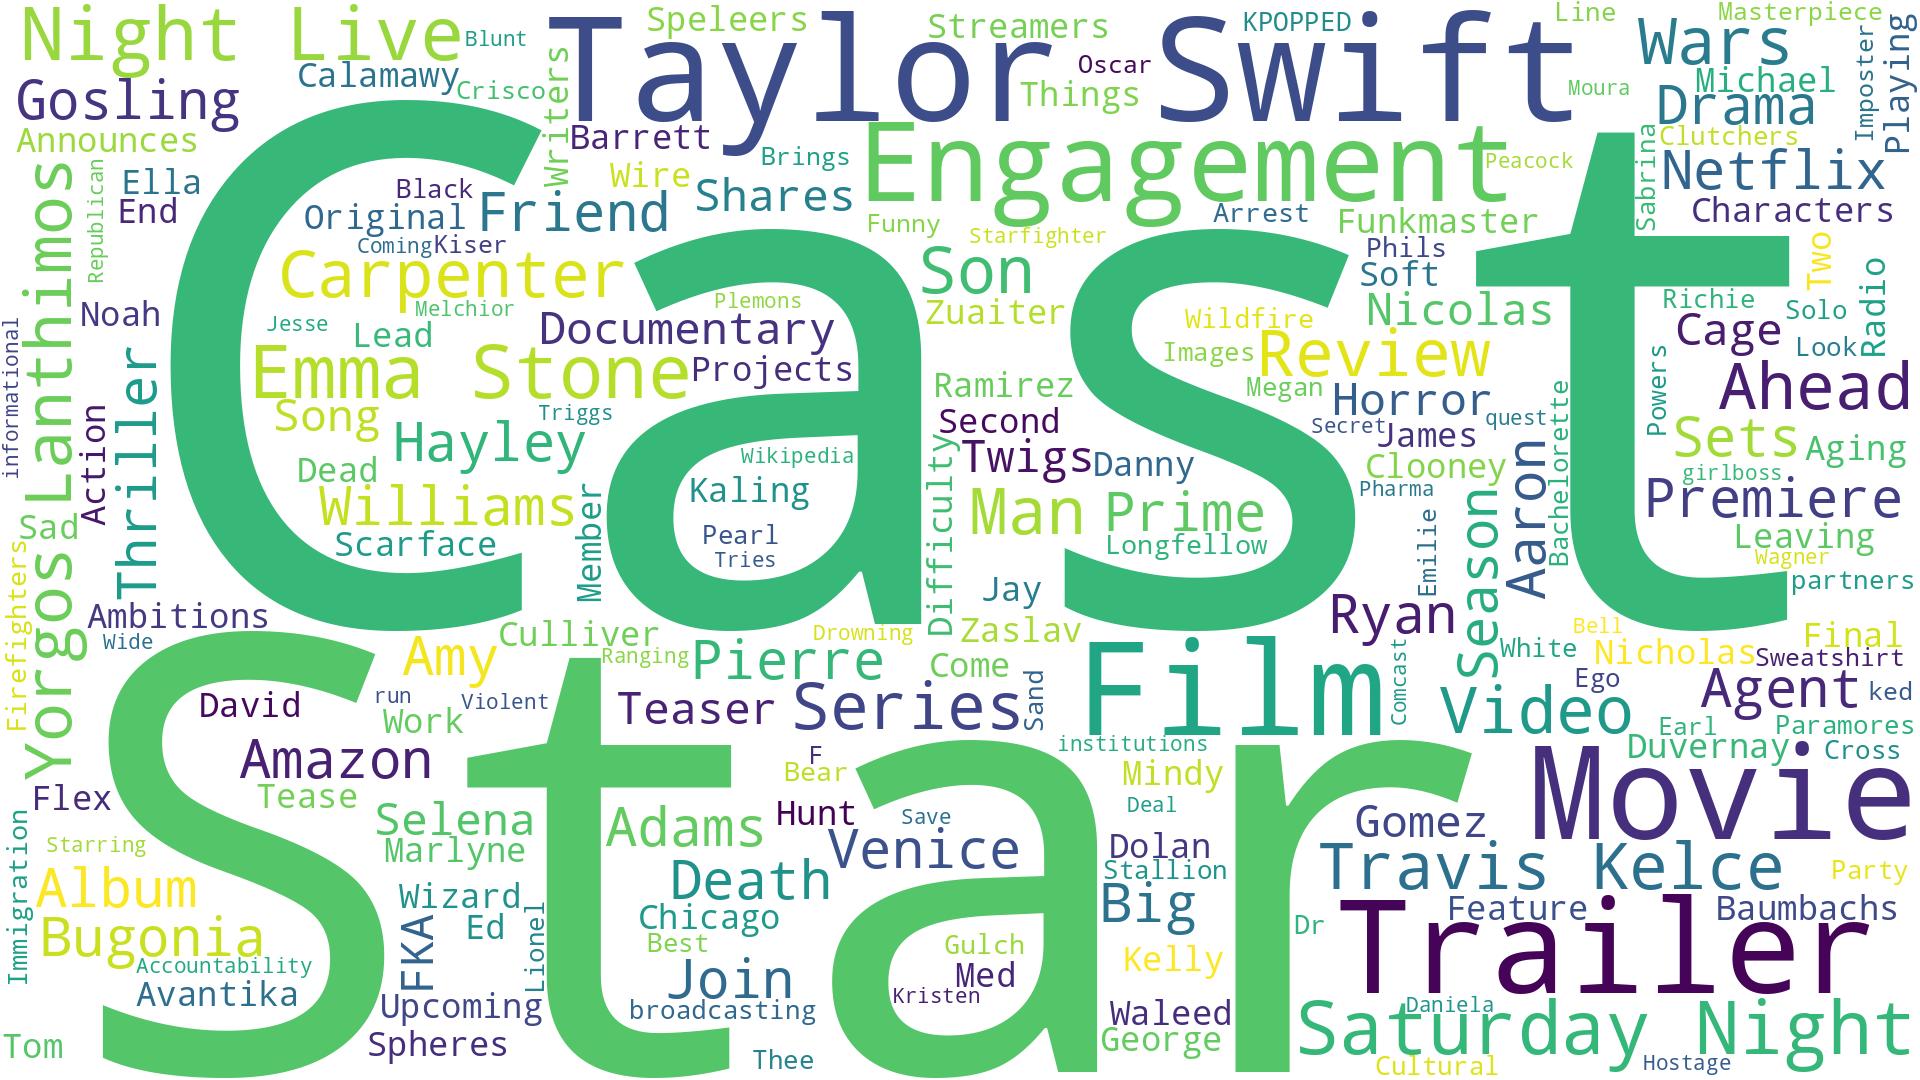 Night Live
Blunt
Taylor Swift
Speleers
Streamers
KPOPPED
Line
Masterpiece
Wars
Playing
Imposter
Gosling
Calamawy
Crisco
Writers
Oscar
Things
Moura
Michael
Drama
Announces
Barrett
Brings
Engagement
Peacock
Sabrina
Clutchers
Netflix
Republican
Ella
End
Black
Original
Friend
Wire
Shares
Funny
Arrest
Funkmaster
Characters
Coming
Kiser
Starfighter
Phils
Soft
Two
Radio
Yorgos Lanthimos
Carpenter
Son
Cast
Noah
Melchior
Plemons
Zuaiter
Wildfire
Nicolas
Richie
Solo
informational
Jesse
Lead
Documentary
Images
Review
Cage
Look
Thriller
Emma Stone
Projects
Ramirez
Megan
Horror
Powers
Ahead
Action
Song
Triggs
Second
Secret
James
quest
Bachelorette
Sets
Aging
Hayley
Wikipedia
Difficulty
Twigs
Danny
Clooney
Aaron
girlboss
Dead
Williams
Kaling
Man
Prime
Pharma
Season
Premiere
Sad
Scarface
Member
Pearl
Tries
Longfellow
Emilie
Leaving
Wagner
Firefighters
Jay
partners
Ambitions
Wide
Culliver
Drowning
Zaslav
Ryan
Bell
Final
Amy
Ranging
Pierre
Come
Film
Comcast
White
Nicholas
Sweatshirt
David
run
Violent
Teaser
Series
Sand
Video
Ego
Agent
ked
Work
Earl
Paramores
Star
Amazon
F
institutions
Duvernay
Cross
Flex
Tease
Bear
Mindy
Movie
Immigration
Selena
Adams
Hunt
Save
Deal
Gomez
Starring
Marlyne
Venice
Dolan
Travis Kelce
Album
Wizard
Death
Stallion
Party
Bugonia
FKA
Ed
Lionel
Chicago
Big
Dr
Feature
Baumbachs
Trailer
Accountability
Best
Gulch
Kelly
Avantika
Upcoming
Join
Med
Kristen
broadcasting
Waleed
Daniela
Saturday Night
Tom
Spheres
Thee
George
Cultural
Hostage